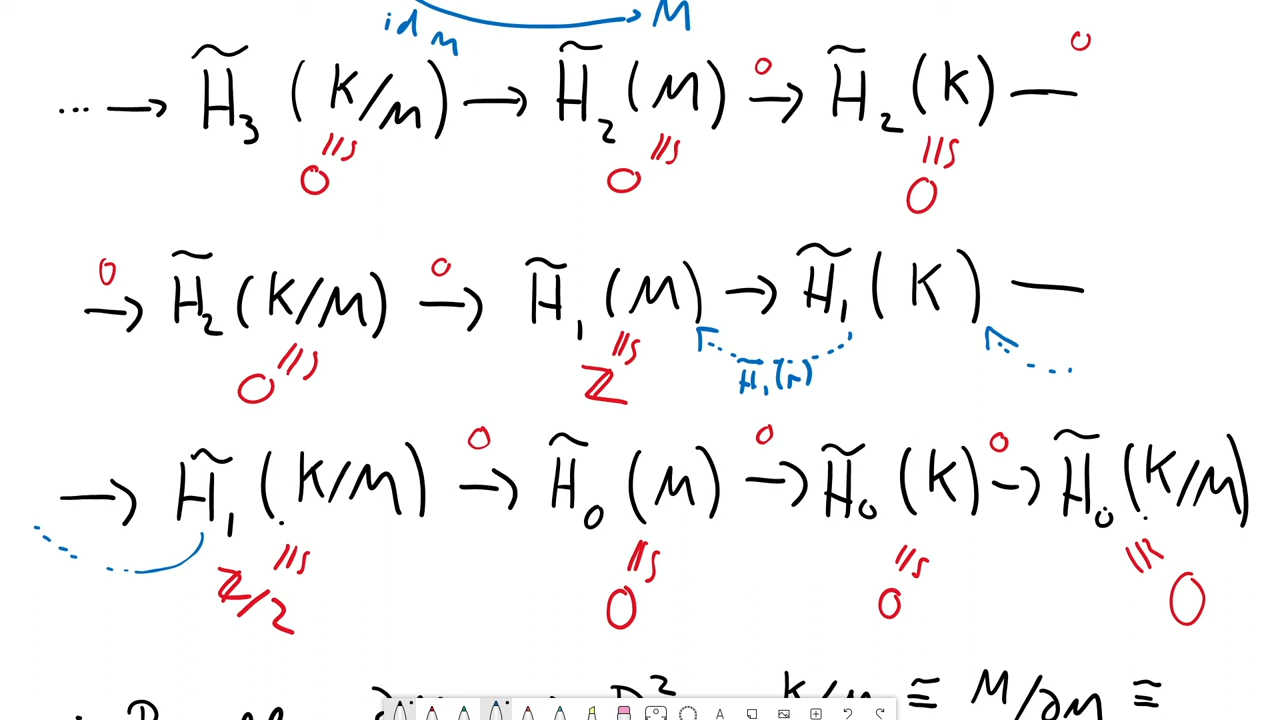 id_M → M
… → H̃₃(K/M) → H̃₂(M) →⁰ H̃₂(K) — 0
≅ 0 ≅ 0 ≅ 0
0 → H̃₂(K/M) →⁰ H̃₁(M) → H̃₁(K) —
≅ 0 ≅ ℤ H̃₁(r)
→ H̃₁(K/M) →⁰ H̃₀(M) →⁰ H̃₀(K) →⁰ H̃₀(K/M)
≅ ℤ/2 ≅ 0 ≅ 0 ≅ 0
K/M ≅ M/∂M ≅